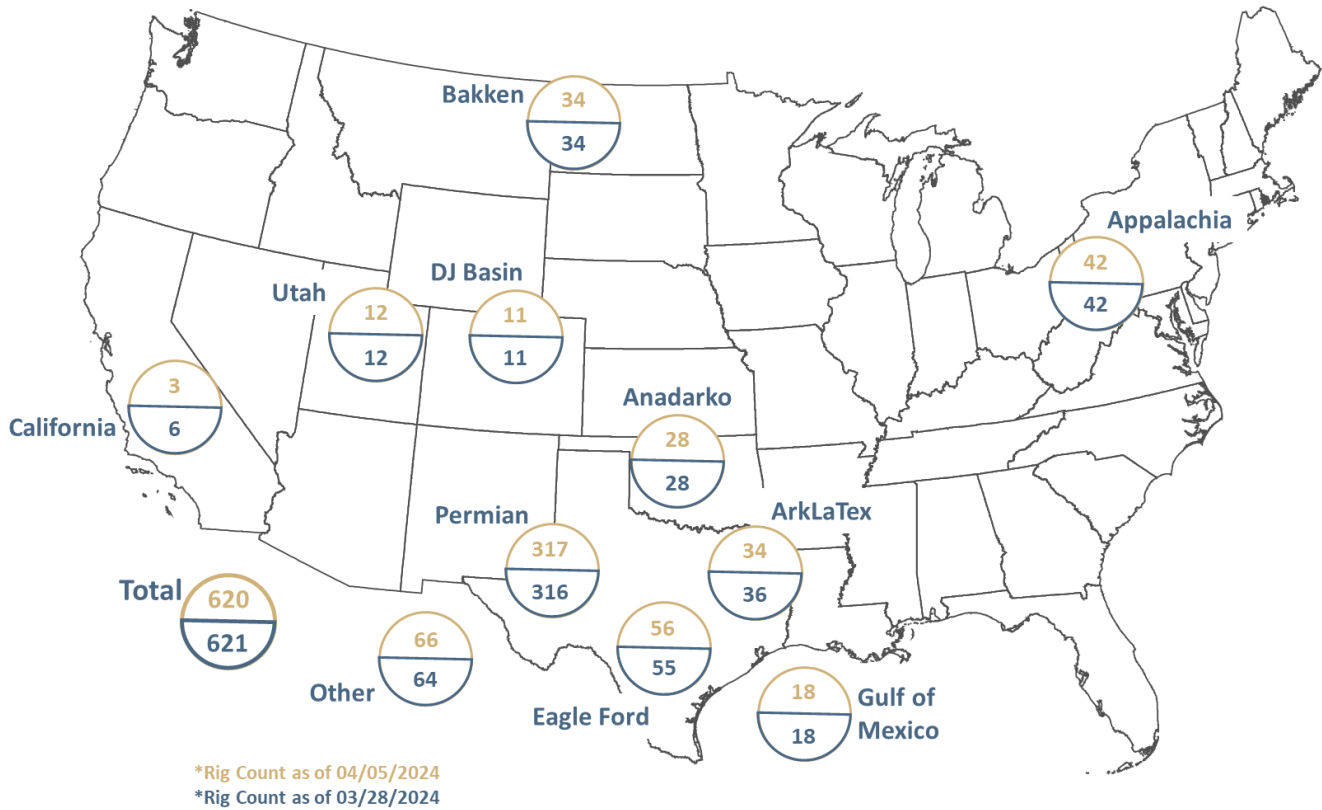 Bakken
34
34
Appalachia
42
42
DJ Basin
11
11
Utah
12
12
California
3
6
Anadarko
28
28
Permian
317
316
ArkLaTex
34
36
Total
620
621
Other
66
64
Eagle Ford
56
55
Gulf of
Mexico
18
18
*Rig Count as of 04/05/2024
*Rig Count as of 03/28/2024